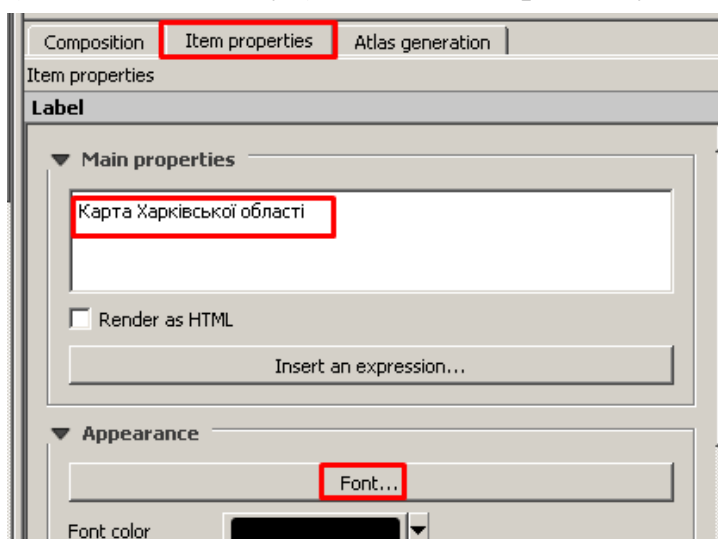 Composition Item properties Atlas generation
Item properties
Label
Main properties
Карта Харківської області
Render as HTML
Insert an expression...
Appearance
Font...
Font color